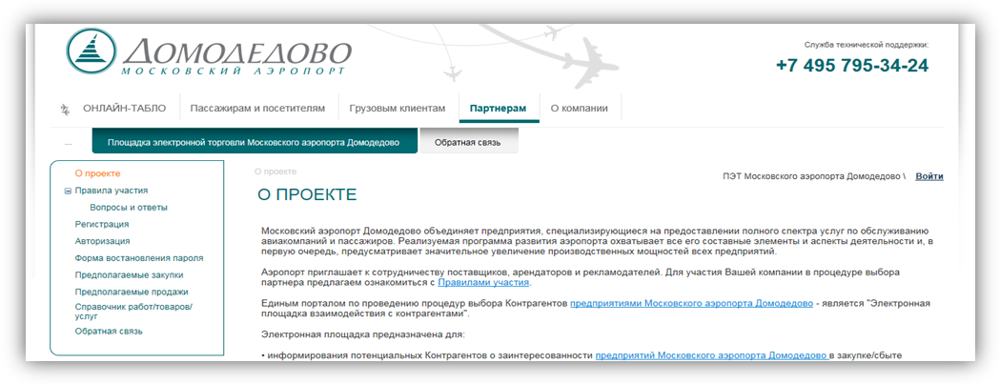 ДОМОДЕДОВО
МОСКОВСКИЙ АЭРОПОРТ
Служба технической поддержки:
+7 495 795-34-24
ОНЛАЙН-ТАБЛО
Пассажирам и посетителям
Грузовым клиентам
Партнерам
О компании
...
Площадка электронной торговли Московского аэропорта Домодедово
Обратная связь
О проекте
Правила участия
Вопросы и ответы
Регистрация
Авторизация
Форма востановления пароля
Предполагаемые закупки
Предполагаемые продажи
Справочник работ/товаров/
услуг
Обратная связь
О проекте
ПЭТ Московского аэропорта Домодедово \ Войти
О ПРОЕКТЕ
Московский аэропорт Домодедово объединяет предприятия, специализирующиеся на предоставлении полного спектра услуг по обслуживанию
авиакомпаний и пассажиров. Реализуемая программа развития аэропорта охватывает все его составные элементы и аспекты деятельности и, в
первую очередь, предусматривает значительное увеличение производственных мощностей всех предприятий.
Аэропорт приглашает к сотрудничеству поставщиков, арендаторов и рекламодателей. Для участия Вашей компании в процедуре выбора
партнера предлагаем ознакомиться с Правилами участия.
Единым порталом по проведению процедур выбора Контрагентов предприятиями Московского аэропорта Домодедово - является "Электронная
площадка взаимодействия с контрагентами".
Электронная площадка предназначена для:
• информирования потенциальных Контрагентов о заинтересованности предприятий Московского аэропорта Домодедово в закупке/сбыте